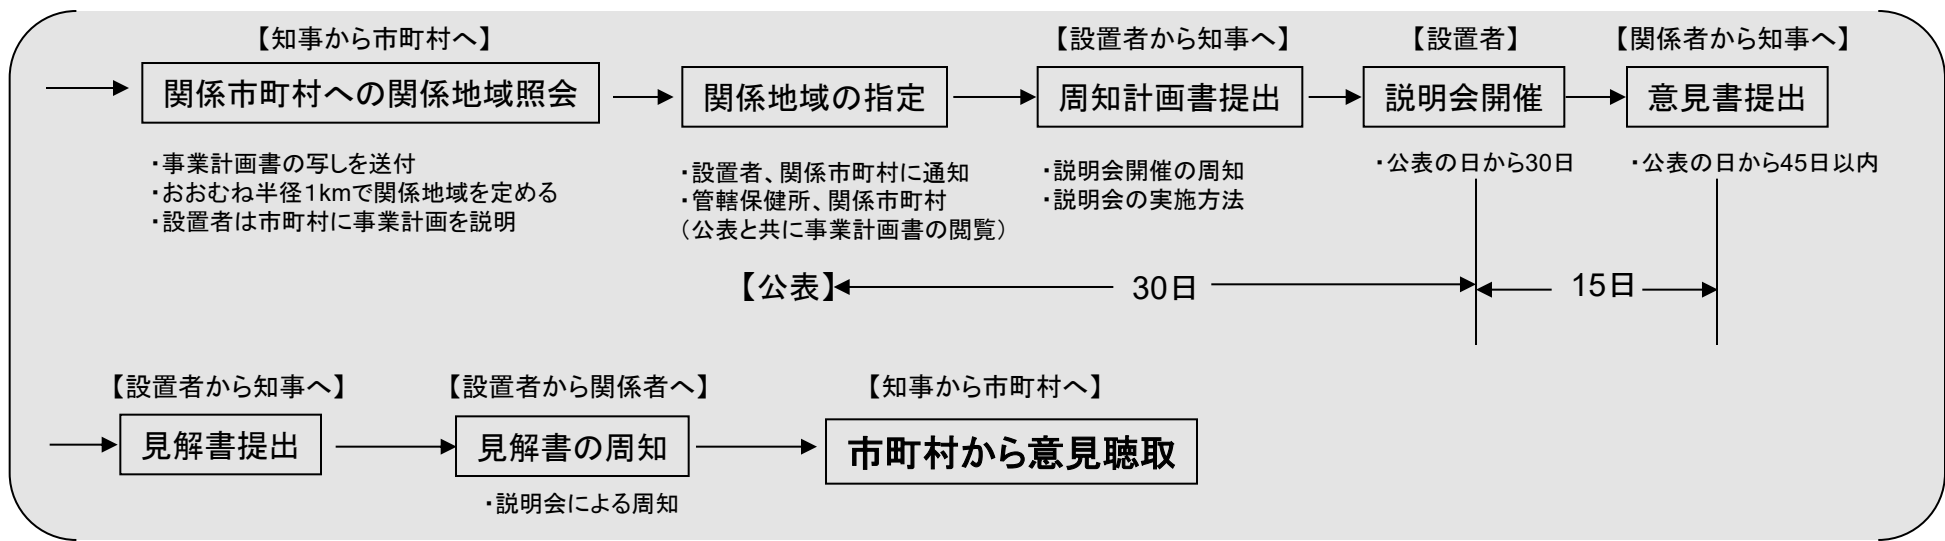 【知事から市町村へ】
関係市町村への関係地域照会
・事業計画書の写しを送付
・おおむね半径1kmで関係地域を定める
・設置者は市町村に事業計画を説明
関係地域の指定
・設置者、関係市町村に通知
・管轄保健所、関係市町村
（公表と共に事業計画書の閲覧）
【設置者から知事へ】
周知計画書提出
・説明会開催の周知
・説明会の実施方法
【設置者】
説明会開催
・公表の日から30日
【関係者から知事へ】
意見書提出
・公表の日から45日以内
【公表】
30日
15日
【設置者から知事へ】
見解書提出
【設置者から関係者へ】
見解書の周知
・説明会による周知
【知事から市町村へ】
市町村から意見聴取